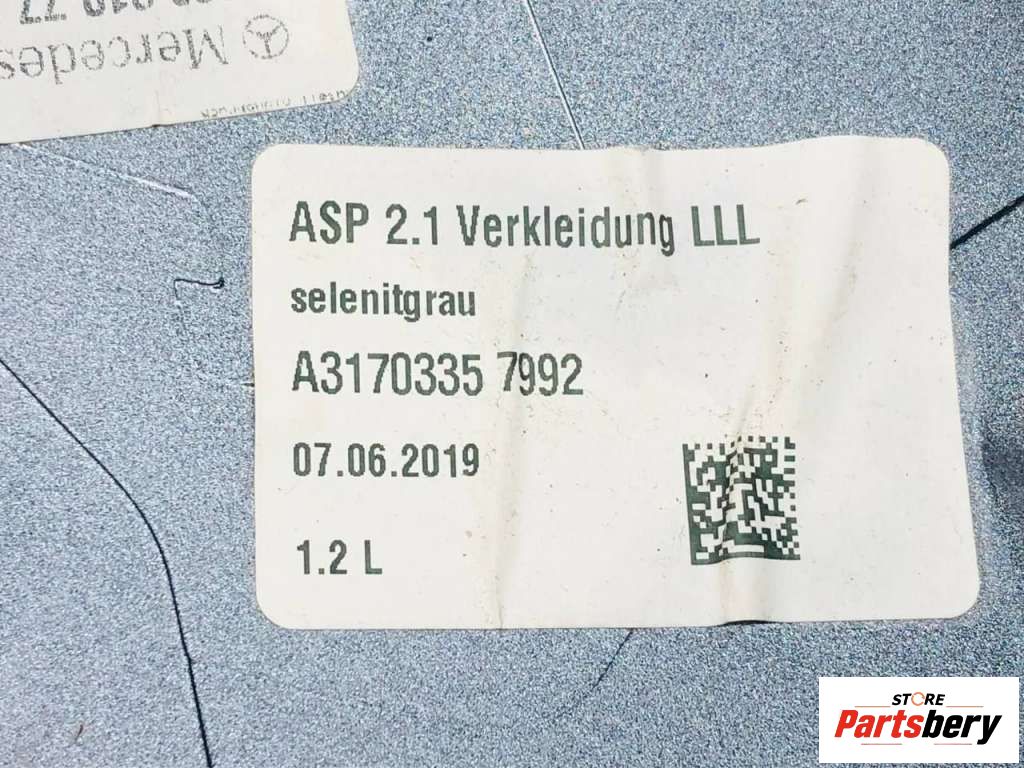 Mercedes
ASP 2.1 Verkleidung LLL
selenitgrau
A3170335 7992
07.06.2019
1.2 L
STORE
Partsbery